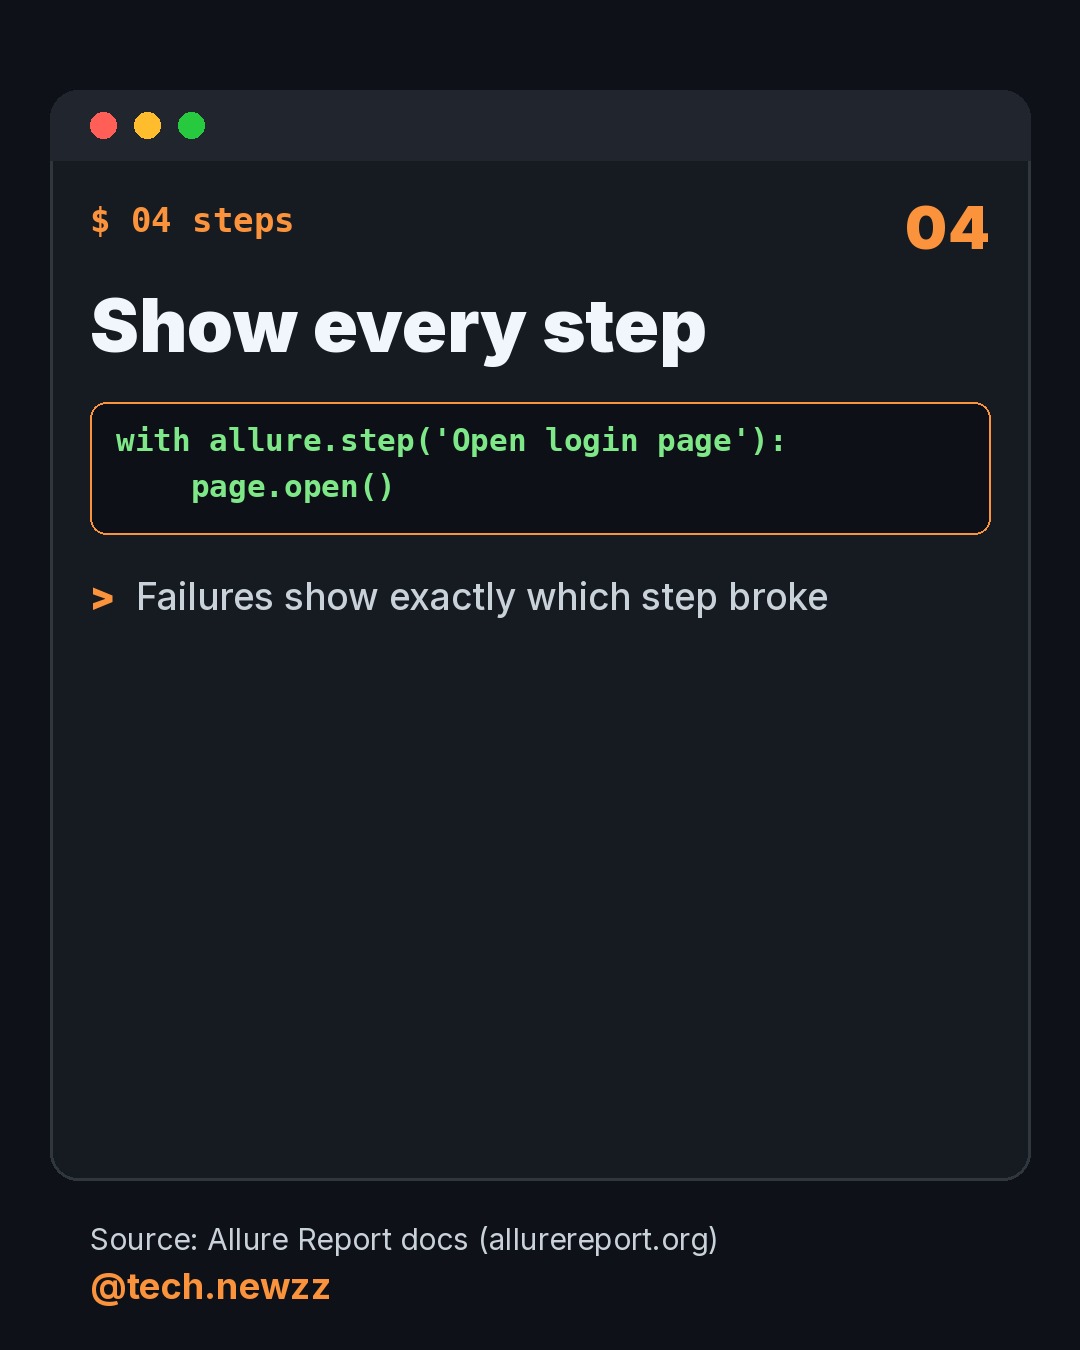 $ 04 steps
04
Show every step
with allure.step('Open login page'):
    page.open()
> Failures show exactly which step broke
Source: Allure Report docs (allurereport.org)
@tech.newzz